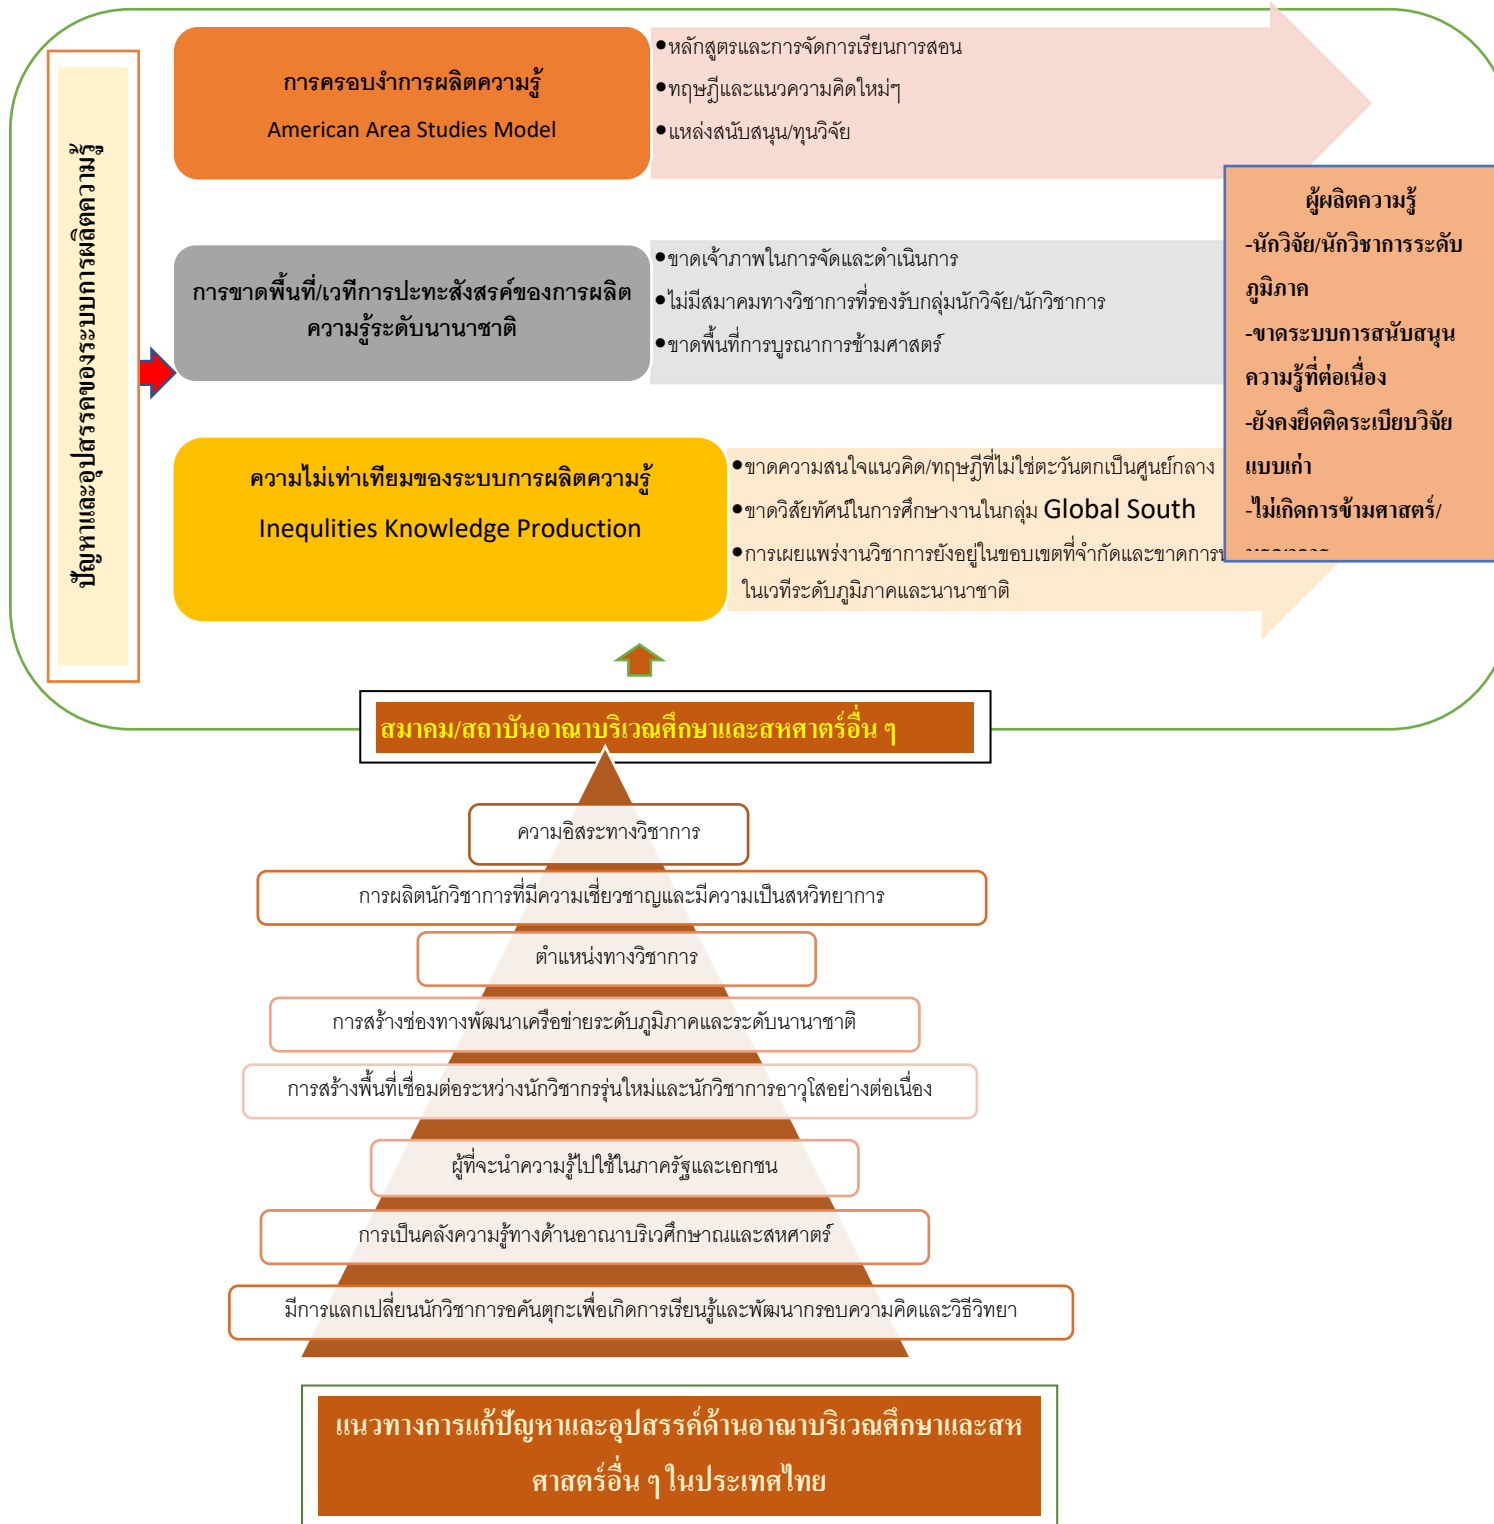 ปัญหาและอุปสรรคของระบบการผลิตความรู้
การครอบงำการผลิตความรู้
American Area Studies Model
•หลักสูตรและการจัดการเรียนการสอน
•ทฤษฎีและแนวความคิดใหม่ๆ
•แหล่งสนับสนุน/ทุนวิจัย
การขาดพื้นที่/เวทีการปะทะสังสรรค์ของการผลิต
ความรู้ระดับนานาชาติ
•ขาดเจ้าภาพในการจัดและดำเนินการ
•ไม่มีสมาคมทางวิชาการที่รองรับกลุ่มนักวิจัย/นักวิชาการ
•ขาดพื้นที่การบูรณาการข้ามศาสตร์
ความไม่เท่าเทียมของระบบการผลิตความรู้
Inequlities Knowledge Production
•ขาดความสนใจแนวคิด/ทฤษฎีที่ไม่ใช่ตะวันตกเป็นศูนย์กลาง
•ขาดวิสัยทัศน์ในการศึกษางานในกลุ่ม Global South
•การเผยแพร่งานวิชาการยังอยู่ในขอบเขตที่จำกัดและขาดการ
ในเวทีระดับภูมิภาคและนานาชาติ
ผู้ผลิตความรู้
-นักวิจัย/นักวิชาการระดับ
ภูมิภาค
-ขาดระบบการสนับสนุน
ความรู้ที่ต่อเนื่อง
-ยังคงยึดติดระเบียบวิจัย
แบบเก่า
-ไม่เกิดการข้ามศาสตร์/
สมาคม/สถาบันอาณาบริเวณศึกษาและสหศาตร์อื่น ๆ
ความอิสระทางวิชาการ
การผลิตนักวิชาการที่มีความเชี่ยวชาญและมีความเป็นสหวิทยาการ
ตำแหน่งทางวิชาการ
การสร้างช่องทางพัฒนาเครือข่ายระดับภูมิภาคและระดับนานาชาติ
การสร้างพื้นที่เชื่อมต่อระหว่างนักวิชากรรุ่นใหม่และนักวิชาการอาวุโสอย่างต่อเนื่อง
ผู้ที่จะนำความรู้ไปใช้ในภาครัฐและเอกชน
การเป็นคลังความรู้ทางด้านอาณาบริเวศึกษาณและสหศาตร์
มีการแลกเปลี่ยนนักวิชาการอคันตุกะเพื่อเกิดการเรียนรู้และพัฒนากรอบความคิดและวิธีวิทยา
แนวทางการแก้ปัญหาและอุปสรรค์ด้านอาณาบริเวณศึกษาและสห
ศาสตร์อื่น ๆ ในประเทศไทย